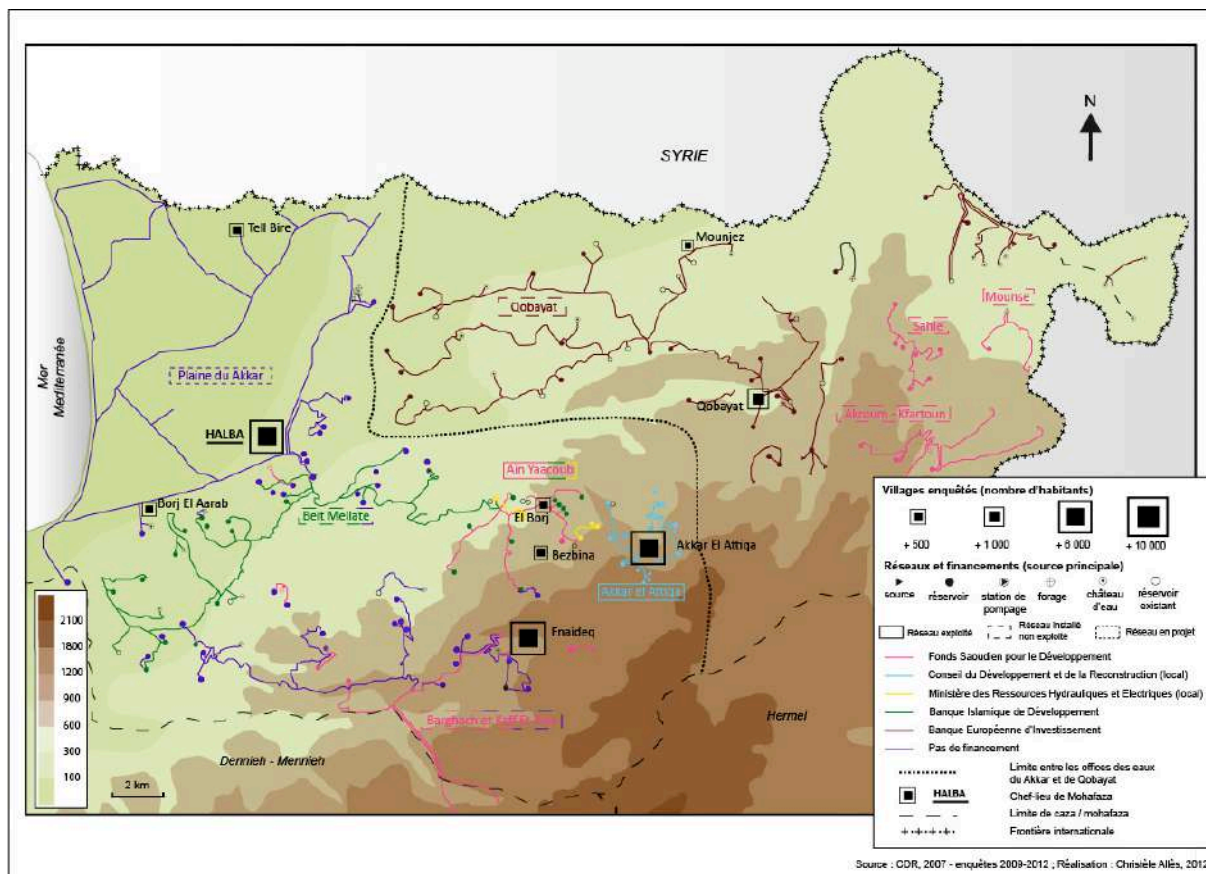 N
SYRIE
Mer
Mediterranée
Tell Bire
Mounjez
Qobayat
Mounse
Sahle
Plaine du Akkar
Qobayat
HALBA
Akroum - Kfartoun
Ain Yaacoub
Borj El Aarab
Beit Mellate
El Borj
Akkar El Attiqa
Bezbina
Akkar el Attiqa
Fnaideq
Hermel
Dennieh - Mennieh
2 km
2100
1800
1200
900
600
300
100
Villages enquêtés (nombre d'habitants)
+ 500
+ 1 000
+ 6 000
+ 10 000
Réseaux et financements (source principale)
source
réservoir
station de
pompage
forage
château
d'eau
réservoir
existant
Réseau exploité
Réseau installé
non exploité
Réseau en projet
Fonds Saoudien pour le Développement
Conseil du Développement et de la Reconstruction (local)
Ministère des Ressources Hydrauliques et Electriques (local)
Banque Islamique de Développement
Banque Européenne d'Investissement
Pas de financement
Limite entre les offices des eaux
du Akkar et de Qobayat
HALBA
Chef-lieu de Mohafaza
Limite de caza / mohafaza
Frontière internationale
Source : CDR, 2007 - enquêtes 2009-2012 ; Réalisation : Christèle Allès, 2012